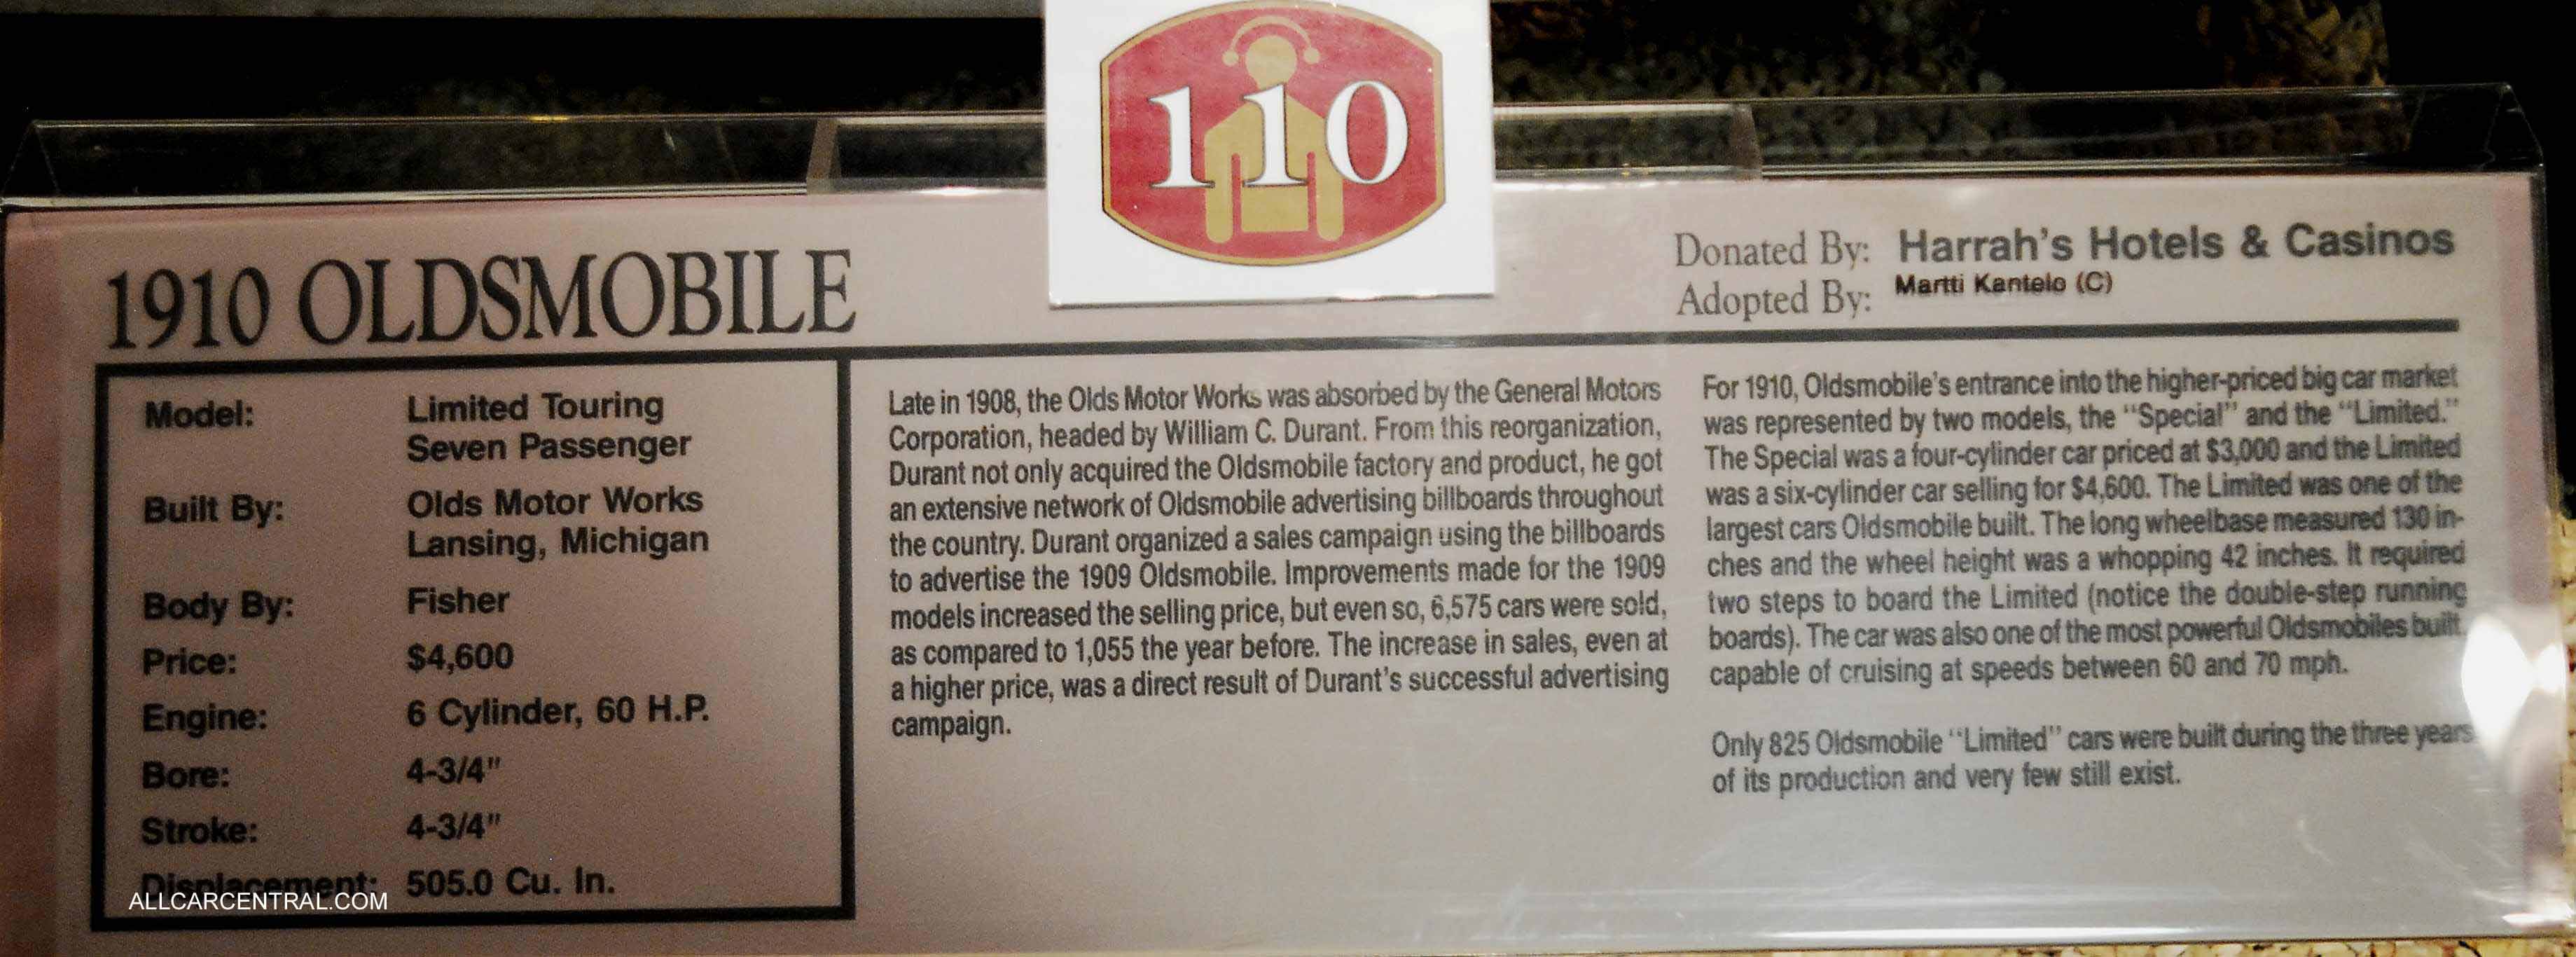 110
1910 OLDSMOBILE
Donated By: Harrah's Hotels & Casinos
Adopted By: Martti Kantelo (C)
Model: Limited Touring
Seven Passenger
Built By: Olds Motor Works
Lansing, Michigan
Body By: Fisher
Price: $4,600
Engine: 6 Cylinder, 60 H.P.
Bore: 4-3/4"
Stroke: 4-3/4"
Displacement: 505.0 Cu. In.
Late in 1908, the Olds Motor Works was absorbed by the General Motors
Corporation, headed by William C. Durant. From this reorganization,
Durant not only acquired the Oldsmobile factory and product, he got
an extensive network of Oldsmobile advertising billboards throughout
the country. Durant organized a sales campaign using the billboards
to advertise the 1909 Oldsmobile. Improvements made for the 1909
models increased the selling price, but even so, 6,575 cars were sold,
as compared to 1,055 the year before. The increase in sales, even at
a higher price, was a direct result of Durant's successful advertising
campaign.
For 1910, Oldsmobile's entrance into the higher-priced big car market
was represented by two models, the "Special" and the "Limited."
The Special was a four-cylinder car priced at $3,000 and the Limited
was a six-cylinder car selling for $4,600. The Limited was one of the
largest cars Oldsmobile built. The long wheelbase measured 130 in-
ches and the wheel height was a whopping 42 inches. It required
two steps to board the Limited (notice the double-step running
boards). The car was also one of the most powerful Oldsmobiles built,
capable of cruising at speeds between 60 and 70 mph.
Only 825 Oldsmobile "Limited" cars were built during the three years
of its production and very few still exist.
ALLCARCENTRAL.COM